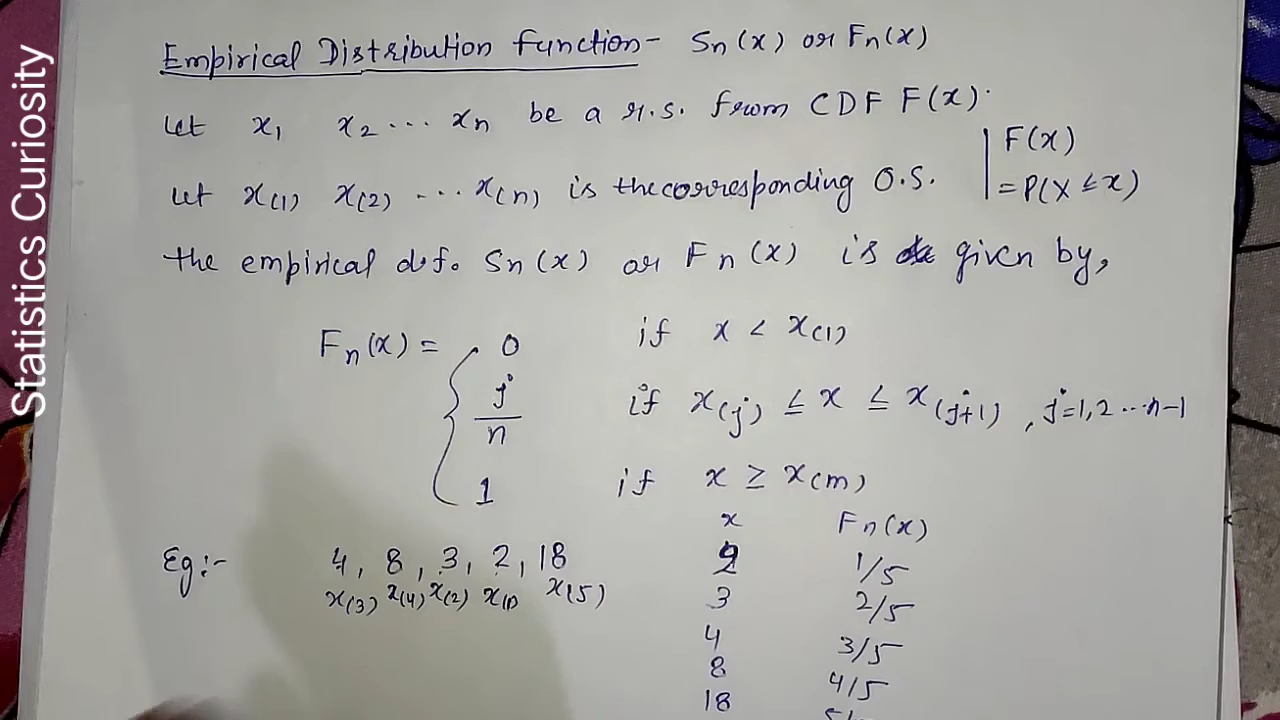 Statistics Curiosity
Empirical Distribution function - Sn(x) or Fn(x)
Let x1 x2 ... xn be a r.s. from CDF F(x).
F(x)
Let x(1) x(2) ... x(n) is the corresponding O.S.
= P(X ≤ x)
the empirical d.f. Sn(x) or Fn(x) is given by,
Fn(x) = 0 if x < x(1)
j/n if x(j) ≤ x ≤ x(j+1), j=1,2...n-1
1 if x ≥ x(m)
x Fn(x)
Eg:- 4, 8, 3, 2, 18
x(3) x(4) x(2) x(1) x(5)
2 1/5
3 2/5
4 3/5
8 4/5
18